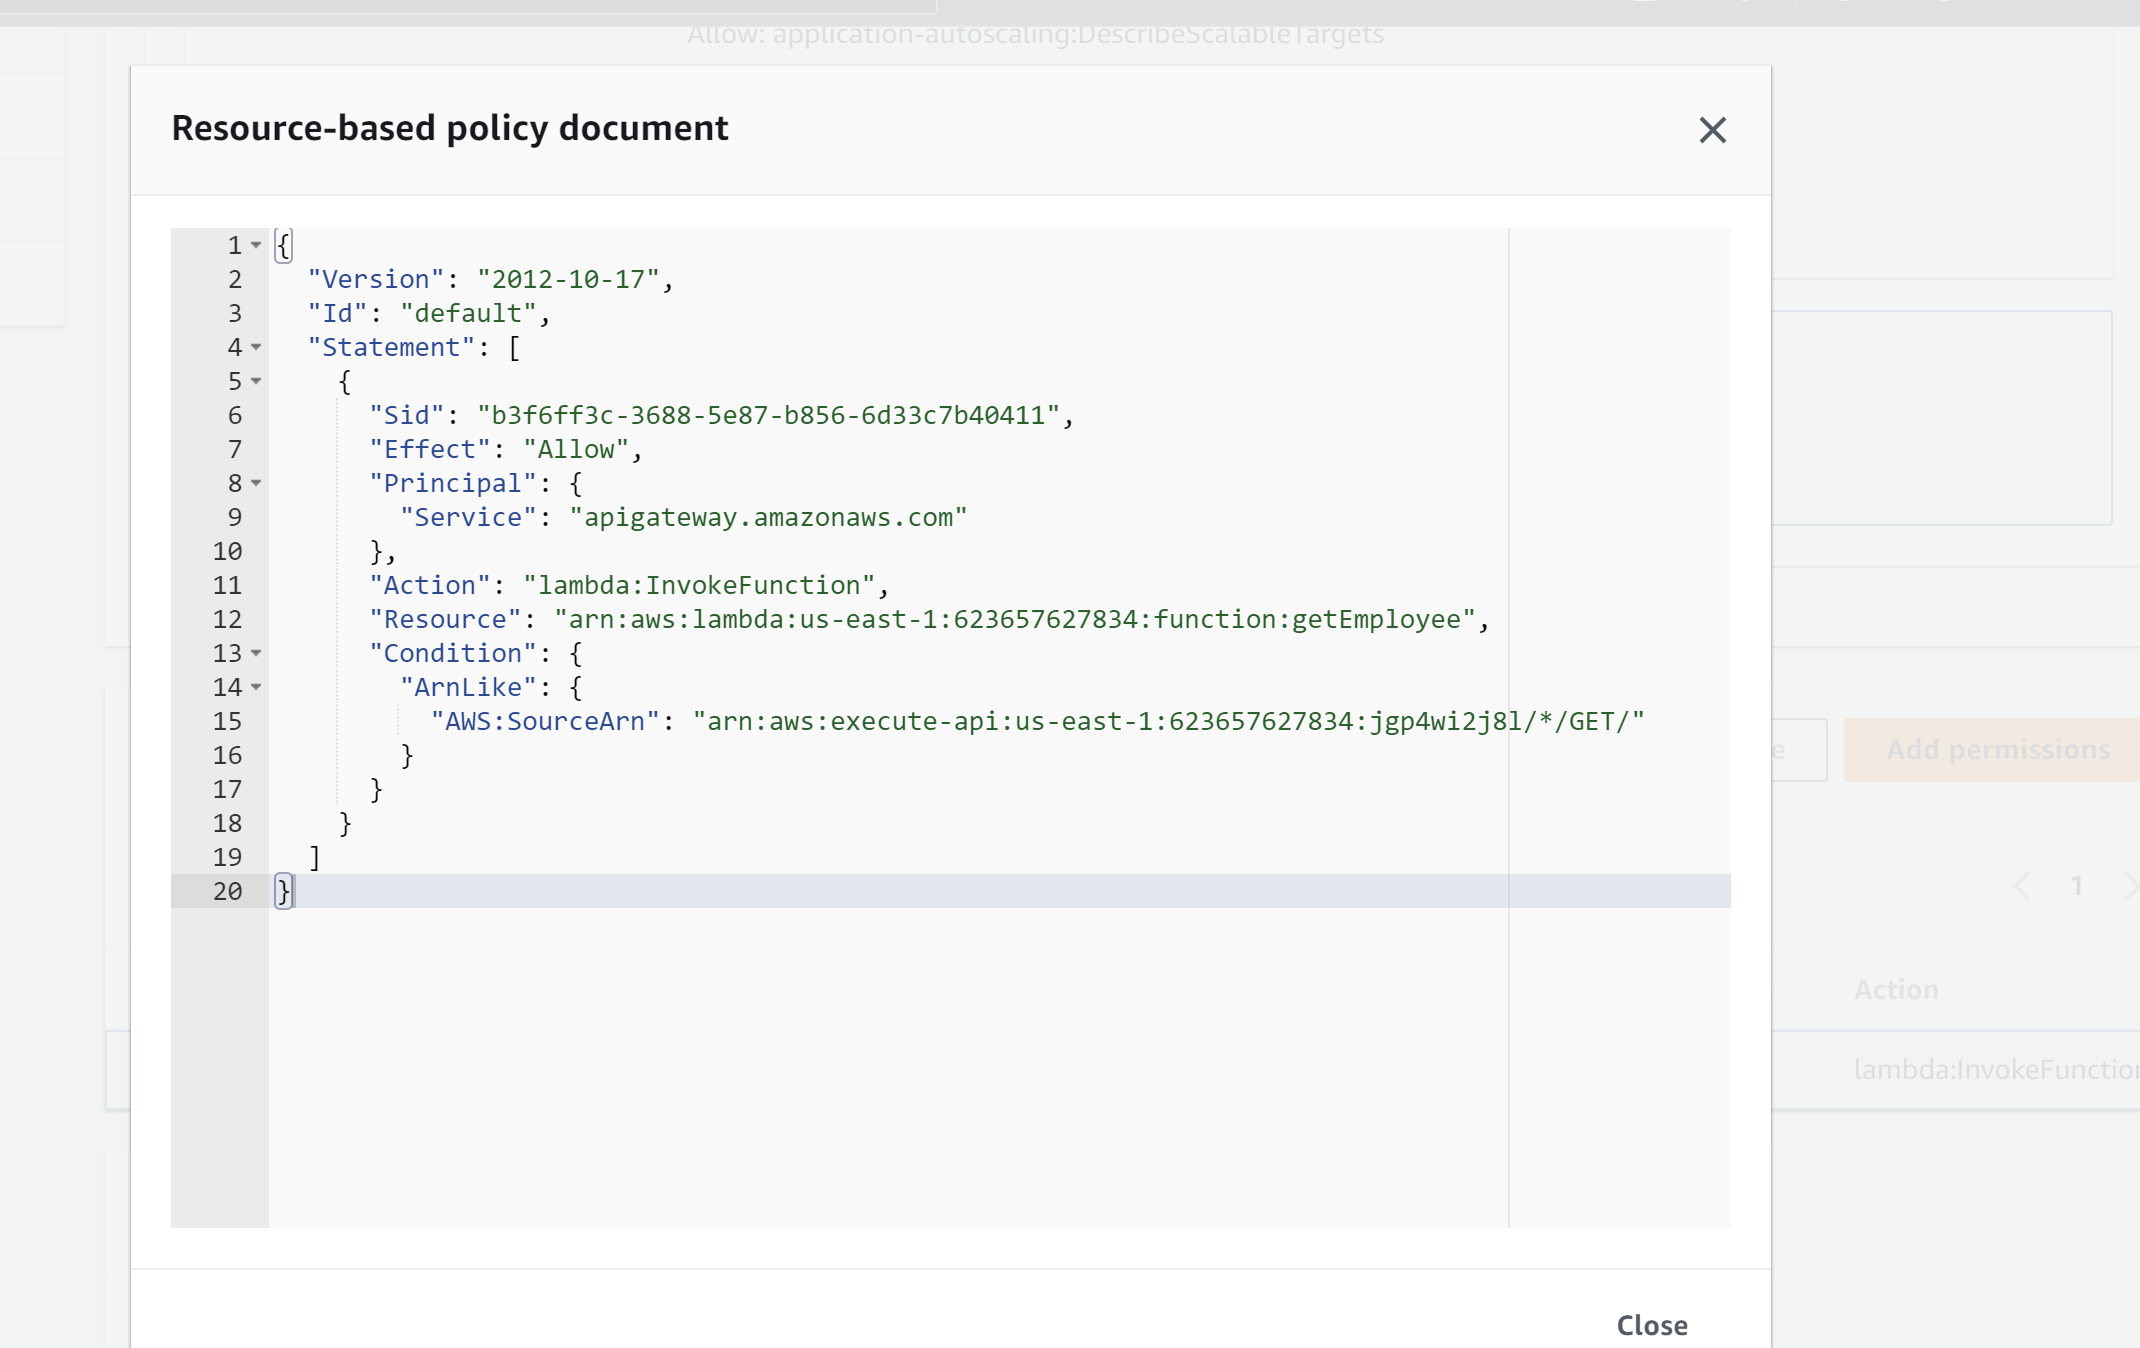 Allow: application-autoscaling:DescribeScalableTargets
Resource-based policy document
1 {
2 "Version": "2012-10-17",
3 "Id": "default",
4 "Statement": [
5 {
6 "Sid": "b3f6ff3c-3688-5e87-b856-6d33c7b40411",
7 "Effect": "Allow",
8 "Principal": {
9 "Service": "apigateway.amazonaws.com"
10 },
11 "Action": "lambda:InvokeFunction",
12 "Resource": "arn:aws:lambda:us-east-1:623657627834:function:getEmployee",
13 "Condition": {
14 "ArnLike": {
15 "AWS:SourceArn": "arn:aws:execute-api:us-east-1:623657627834:jgp4wi2j8l/*/GET/"
16 }
17 }
18 }
19 ]
20 }
Add permissions
1
Action
lambda:InvokeFunction
Close